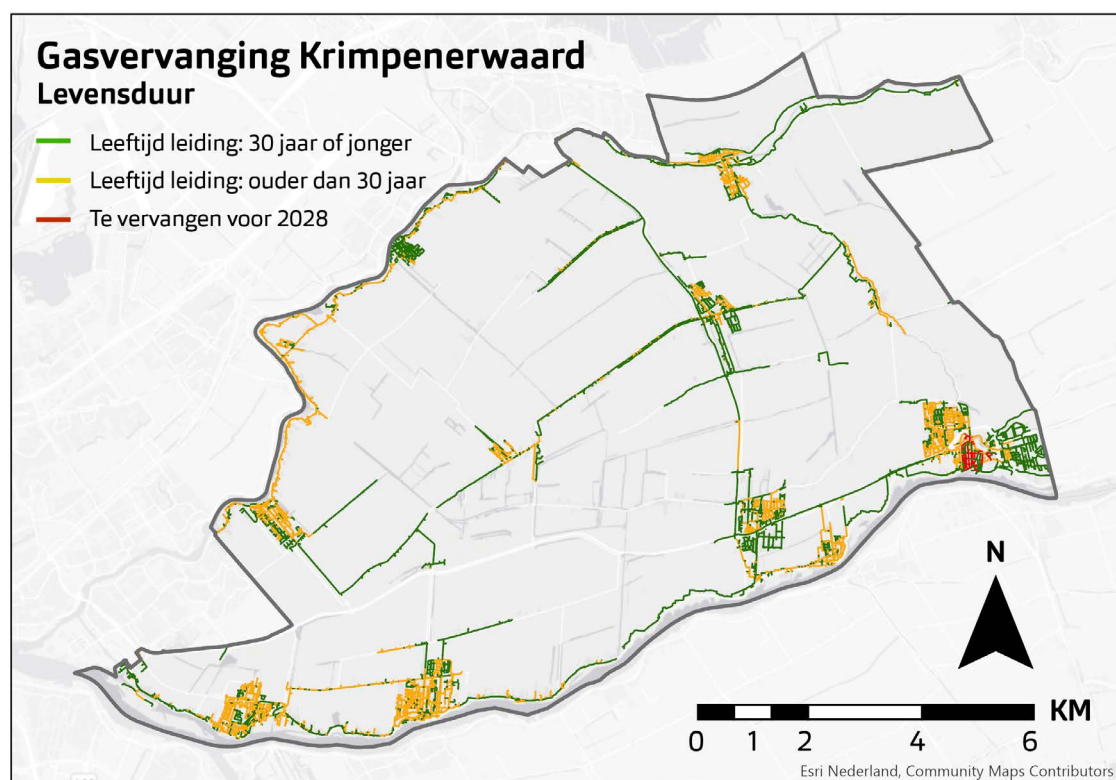 Gasvervanging Krimpenerwaard
Levensduur
Leeftijd leiding: 30 jaar of jonger
Leeftijd leiding: ouder dan 30 jaar
Te vervangen voor 2028
N
KM
0 1 2 4 6
Esri Nederland, Community Maps Contributors